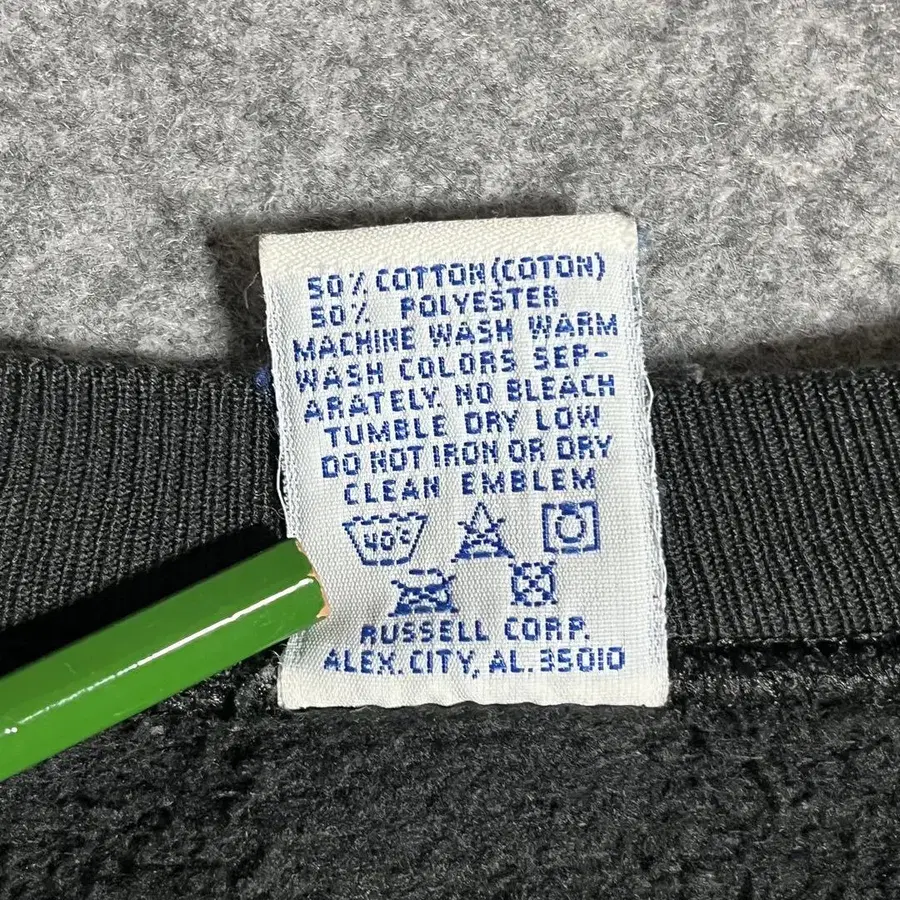 50% COTTON (COTON)
50% POLYESTER
MACHINE WASH WARM
WASH COLORS SEP-
ARATELY. NO BLEACH
TUMBLE DRY LOW
DO NOT IRON OR DRY
CLEAN EMBLEM
40°C
RUSSELL CORP.
ALEX. CITY, AL. 35010